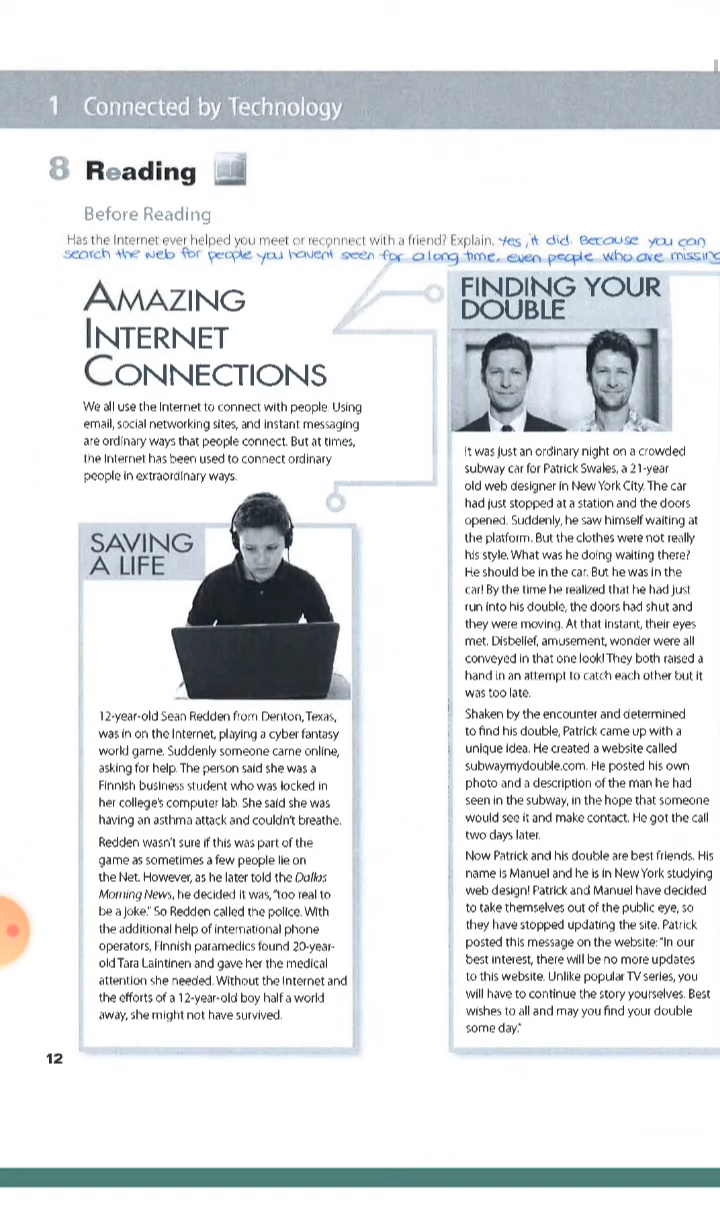 1 Connected by Technology
8 Reading
Before Reading
Has the Internet ever helped you meet or reconnect with a friend? Explain. Yes, it did. Because you can
search the web for people you havent seen for a long time, even people who are missing
AMAZING
INTERNET
CONNECTIONS
We all use the Internet to connect with people. Using
email, social networking sites, and instant messaging
are ordinary ways that people connect. But at times,
the Internet has been used to connect ordinary
people in extraordinary ways.
SAVING
A LIFE
12-year-old Sean Redden from Denton, Texas,
was in on the Internet, playing a cyber fantasy
world game. Suddenly someone came online,
asking for help. The person said she was a
Finnish business student who was locked in
her college's computer lab. She said she was
having an asthma attack and couldn't breathe.
Redden wasn't sure if this was part of the
game as sometimes a few people lie on
the Net. However, as he later told the Dallas
Morning News, he decided it was, "too real to
be a joke." So Redden called the police. With
the additional help of international phone
operators, Finnish paramedics found 20-year-
old Tara Laintinen and gave her the medical
attention she needed. Without the Internet and
the efforts of a 12-year-old boy half a world
away, she might not have survived.
FINDING YOUR
DOUBLE
It was just an ordinary night on a crowded
subway car for Patrick Swales, a 21-year
old web designer in New York City. The car
had just stopped at a station and the doors
opened. Suddenly, he saw himself waiting at
the platform. But the clothes were not really
his style. What was he doing waiting there?
He should be in the car. But he was in the
car! By the time he realized that he had just
run into his double, the doors had shut and
they were moving. At that instant, their eyes
met. Disbelief, amusement, wonder were all
conveyed in that one look! They both raised a
hand in an attempt to catch each other but it
was too late.
Shaken by the encounter and determined
to find his double, Patrick came up with a
unique idea. He created a website called
subwaymydouble.com. He posted his own
photo and a description of the man he had
seen in the subway, in the hope that someone
would see it and make contact. He got the call
two days later.
Now Patrick and his double are best friends. His
name is Manuel and he is in New York studying
web design! Patrick and Manuel have decided
to take themselves out of the public eye, so
they have stopped updating the site. Patrick
posted this message on the website: "In our
best interest, there will be no more updates
to this website. Unlike popular TV series, you
will have to continue the story yourselves. Best
wishes to all and may you find your double
some day."
12